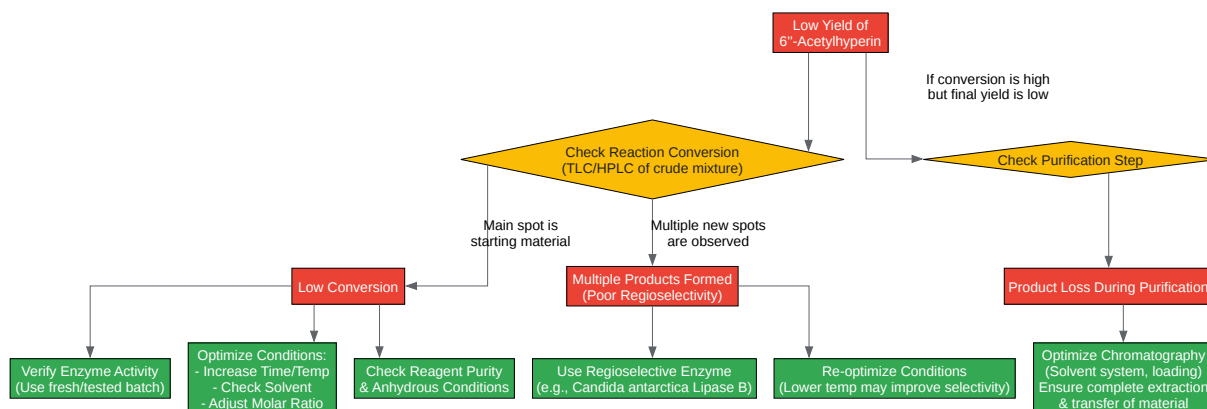 Low Yield of
6''-Acetylhyperin
If conversion is high
but final yield is low
Check Reaction Conversion
(TLC/HPLC of crude mixture)
Check Purification Step
Main spot is
starting material
Multiple new spots
are observed
Low Conversion
Multiple Products Formed
(Poor Regioselectivity)
Product Loss During Purification
Verify Enzyme Activity
(Use fresh/tested batch)
Optimize Conditions:
- Increase Time/Temp
- Check Solvent
- Adjust Molar Ratio
Check Reagent Purity
& Anhydrous Conditions
Use Regioselective Enzyme
(e.g., Candida antarctica Lipase B)
Re-optimize Conditions
(Lower temp may improve selectivity)
Optimize Chromatography
(Solvent system, loading)
Ensure complete extraction
& transfer of material